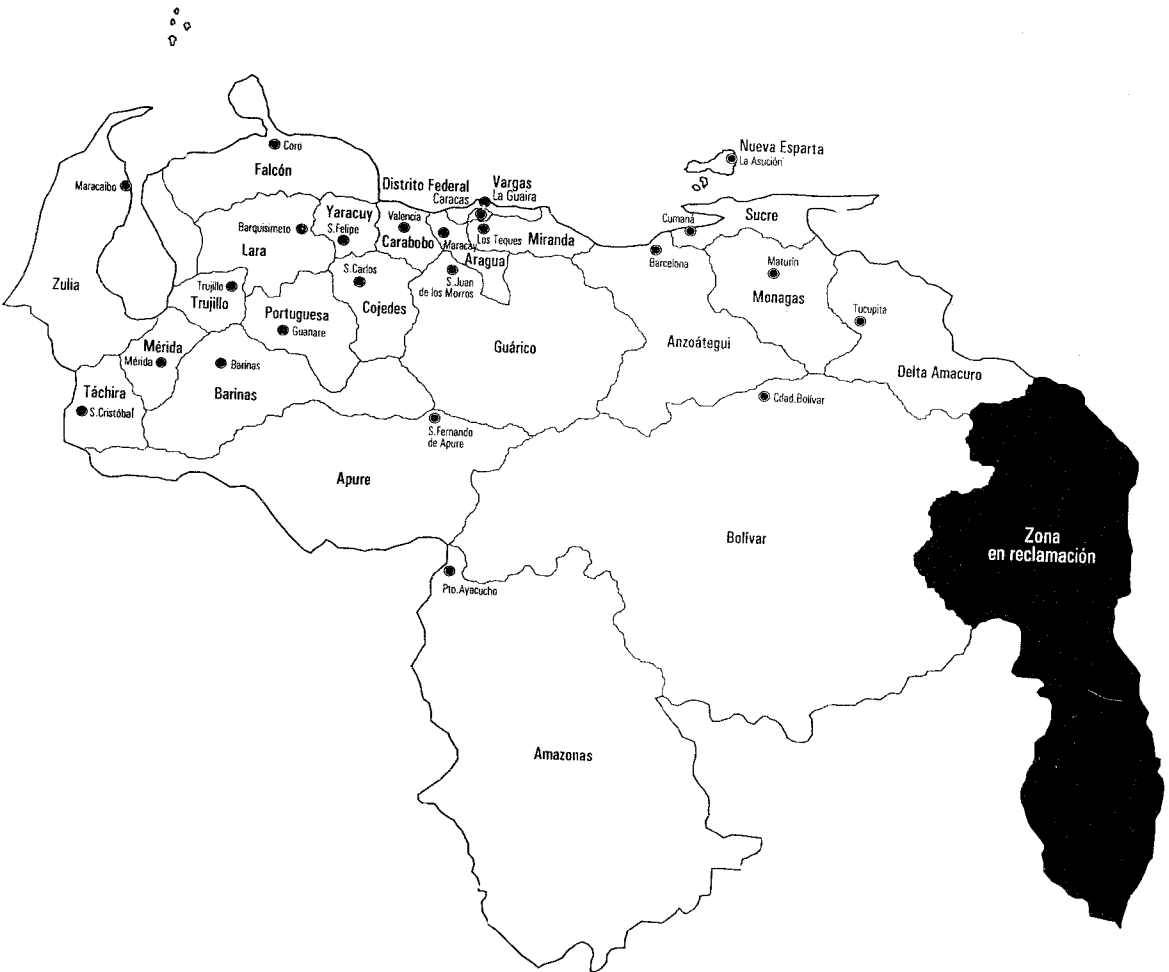 Coro
Falcón
Maracaibo
Nueva Esparta
La Asución
Distrito Federal
Caracas
Vargas
La Guaira
Yaracuy
S.Felipe
Valencia
Carabobo
Maracay
Los Teques
Miranda
Aragua
Cumaná
Sucre
Barcelona
Barquisimeto
Lara
Zulia
Trujillo
Trujillo
S.Carlos
Cojedes
S.Juan
de los Morros
Maturín
Monagas
Tucupita
Portuguesa
Guanare
Guárico
Anzoátegui
Mérida
Mérida
Barinas
Barinas
Delta Amacuro
Táchira
S.Cristóbal
Cdad.Bolívar
S.Fernando
de Apure
Apure
Bolívar
Zona
en reclamación
Pto.Ayacucho
Amazonas